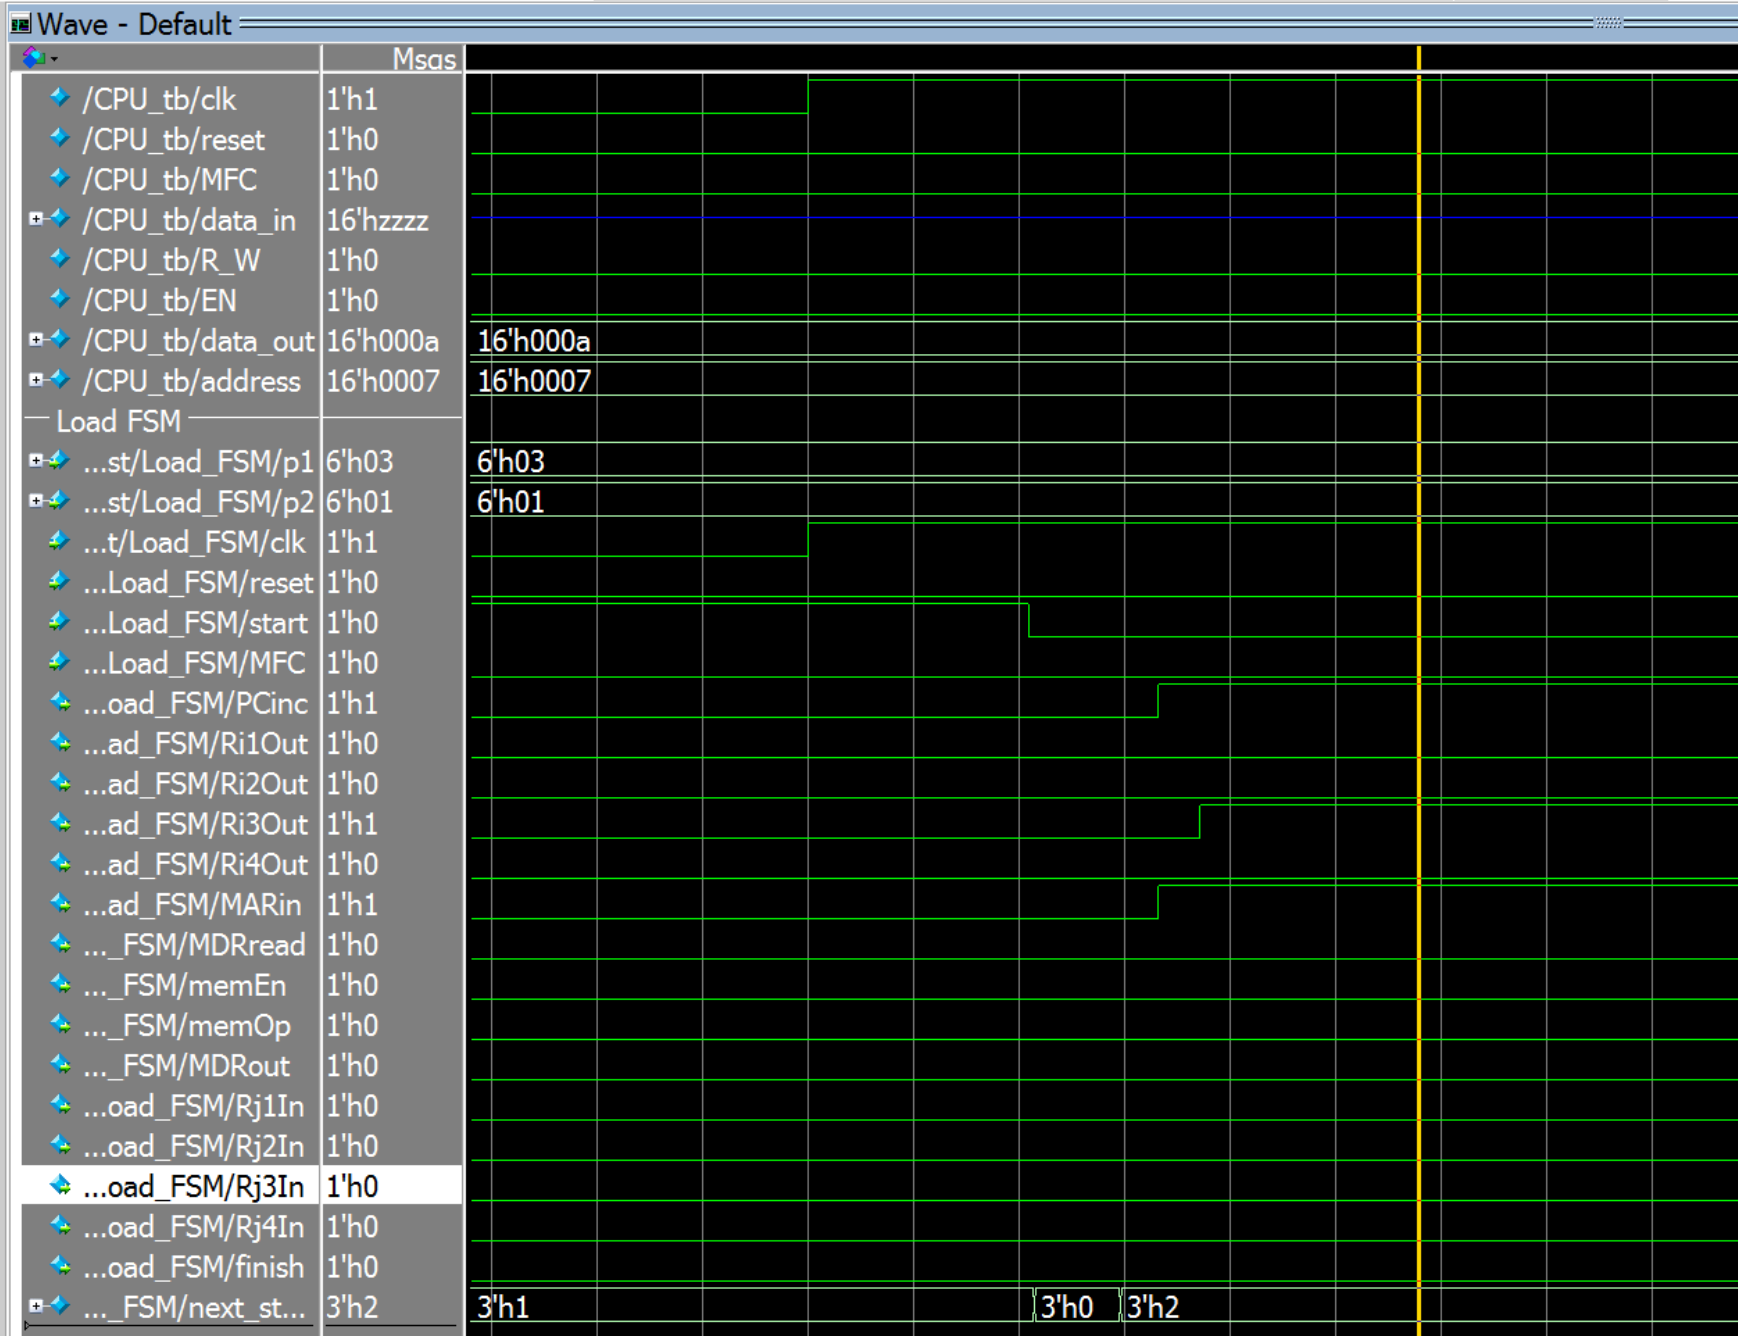 Wave - Default
Msgs
/CPU_tb/clk 1'h1
/CPU_tb/reset 1'h0
/CPU_tb/MFC 1'h0
/CPU_tb/data_in 16'hzzzz
/CPU_tb/R_W 1'h0
/CPU_tb/EN 1'h0
/CPU_tb/data_out 16'h000a 16'h000a
/CPU_tb/address 16'h0007 16'h0007
Load FSM
...st/Load_FSM/p1 6'h03 6'h03
...st/Load_FSM/p2 6'h01 6'h01
...t/Load_FSM/clk 1'h1
...Load_FSM/reset 1'h0
...Load_FSM/start 1'h0
...Load_FSM/MFC 1'h0
...oad_FSM/PCinc 1'h1
...ad_FSM/Ri1Out 1'h0
...ad_FSM/Ri2Out 1'h0
...ad_FSM/Ri3Out 1'h1
...ad_FSM/Ri4Out 1'h0
...ad_FSM/MARin 1'h1
..._FSM/MDRread 1'h0
..._FSM/memEn 1'h0
..._FSM/memOp 1'h0
..._FSM/MDRout 1'h0
...oad_FSM/Rj1In 1'h0
...oad_FSM/Rj2In 1'h0
...oad_FSM/Rj3In 1'h0
...oad_FSM/Rj4In 1'h0
...oad_FSM/finish 1'h0
..._FSM/next_st... 3'h2 3'h1 3'h0 3'h2